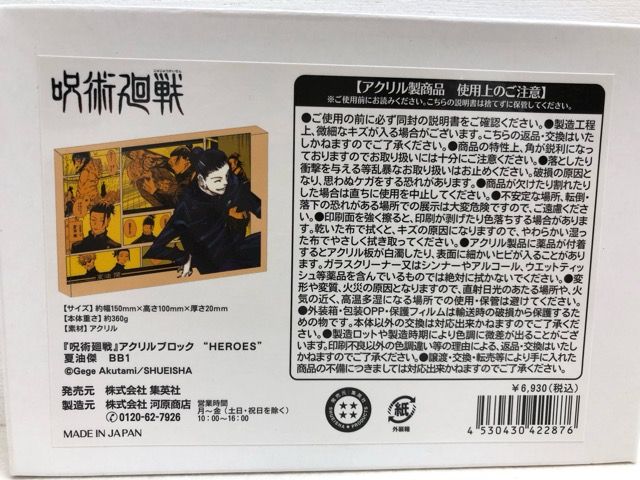 呪術廻戦
夏油傑
【サイズ】約幅150mm×高さ100mm×厚さ20mm
【本体重さ】約360g
【素材】アクリル
『呪術廻戦』アクリルブロック “HEROES”
夏油傑 BB1
©Gege Akutami/SHUEISHA
発売元 株式会社 集英社
製造元 株式会社 河原商店
0120-62-7926
営業時間
月～金(土日・祝日を除く)
10:00～16:00
MADE IN JAPAN
【アクリル製商品 使用上のご注意】
※ご使用前にお読みください。こちらの説明書は捨てずに保管してください。
●ご使用の前に必ず同封の説明書をご確認ください。●製造工程
上、微細なキズが入る場合がございます。こちらの返品・交換はいた
しかねますのでご了承ください。●商品の特性上、角が鋭利になっ
ておりますのでお取り扱いには十分にご注意ください。●落としたり
衝撃を与える等乱暴なお取り扱いはお止めください。破損の原因と
なり、思わぬケガをする恐れがあります。●商品が欠けたり割れたり
した場合は直ちに使用を中止してください。●不安定な場所、転倒・
落下の恐れがある場所での展示は大変危険ですので、ご遠慮くださ
い。●印刷面を強く擦ると、印刷が剥げたり色落ちする場合がありま
す。乾いた布で拭くと、キズの原因になりますので、やわらかい湿っ
た布でやさしく拭き取ってください。●アクリル製品に薬品が付着
するとアクリル板が白濁したり、表面に細かいヒビが入ることがあり
ます。ガラスクリーナー又はシンナーやアルコール、ウエットティッ
シュ等薬品を含んでいるものでは絶対に拭かないでください。●変
形や変質、火災の原因となりますので、直射日光のあたる場所や、火
気の近く、高温多湿になる場所での使用・保管は避けてください。
●外装箱・包装OPP・保護フィルムは輸送時の破損から保護するた
めの物です。本体以外の交換は対応出来かねますのでご了承くださ
い。●製造ロットや製造時期により色調に微差が出ることがござ
います。印刷不良以外の色調違い等の理由による、返品・交換はいたし
かねますのでご了承ください。●譲渡・交換・転売等により手に入れた
商品の不備につきましては対応出来かねますのでご了承ください。
￥6,930(税込)
発売元・集英社
SHUEISHA PRODUCTS
紙
外装箱
4 530430 422876